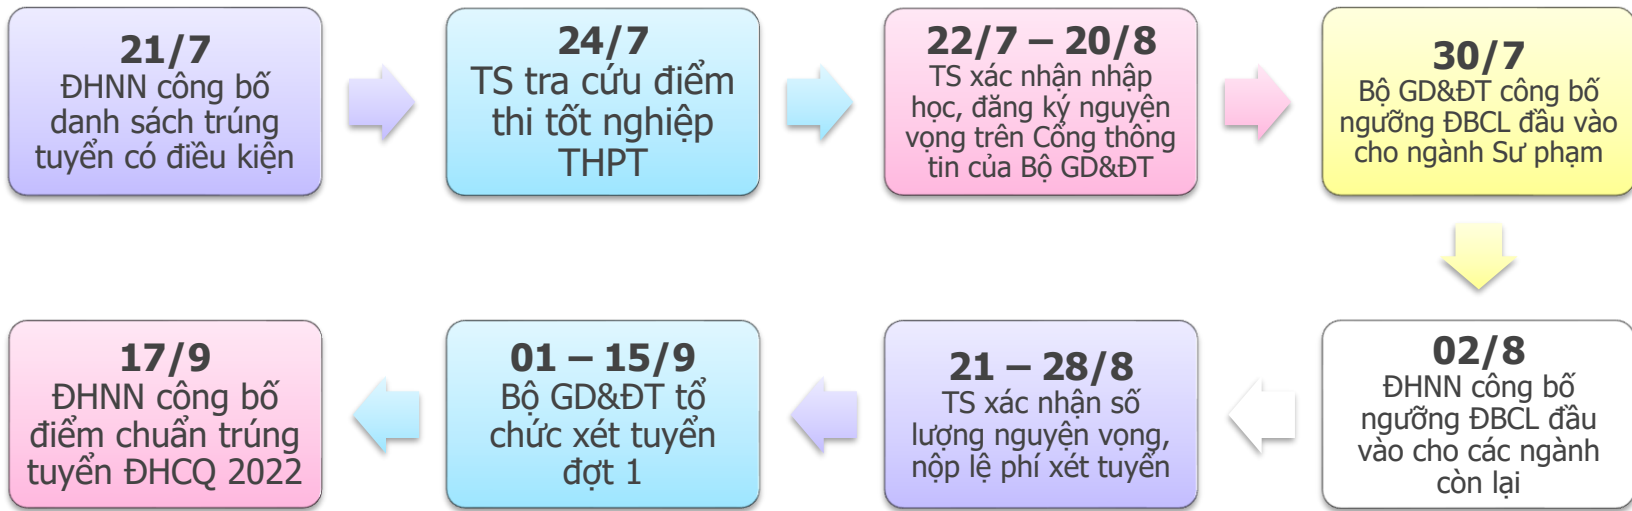 21/7
ĐHNN công bố
danh sách trúng
tuyển có điều kiện
24/7
TS tra cứu điểm
thi tốt nghiệp
THPT
22/7 – 20/8
TS xác nhận nhập
học, đăng ký nguyện
vọng trên Cổng thông
tin của Bộ GD&ĐT
30/7
Bộ GD&ĐT công bố
ngưỡng ĐBCL đầu vào
cho ngành Sư phạm
02/8
ĐHNN công bố
ngưỡng ĐBCL đầu
vào cho các ngành
còn lại
21 – 28/8
TS xác nhận số
lượng nguyện vọng,
nộp lệ phí xét tuyển
01 – 15/9
Bộ GD&ĐT tổ
chức xét tuyển
đợt 1
17/9
ĐHNN công bố
điểm chuẩn trúng
tuyển ĐHCQ 2022